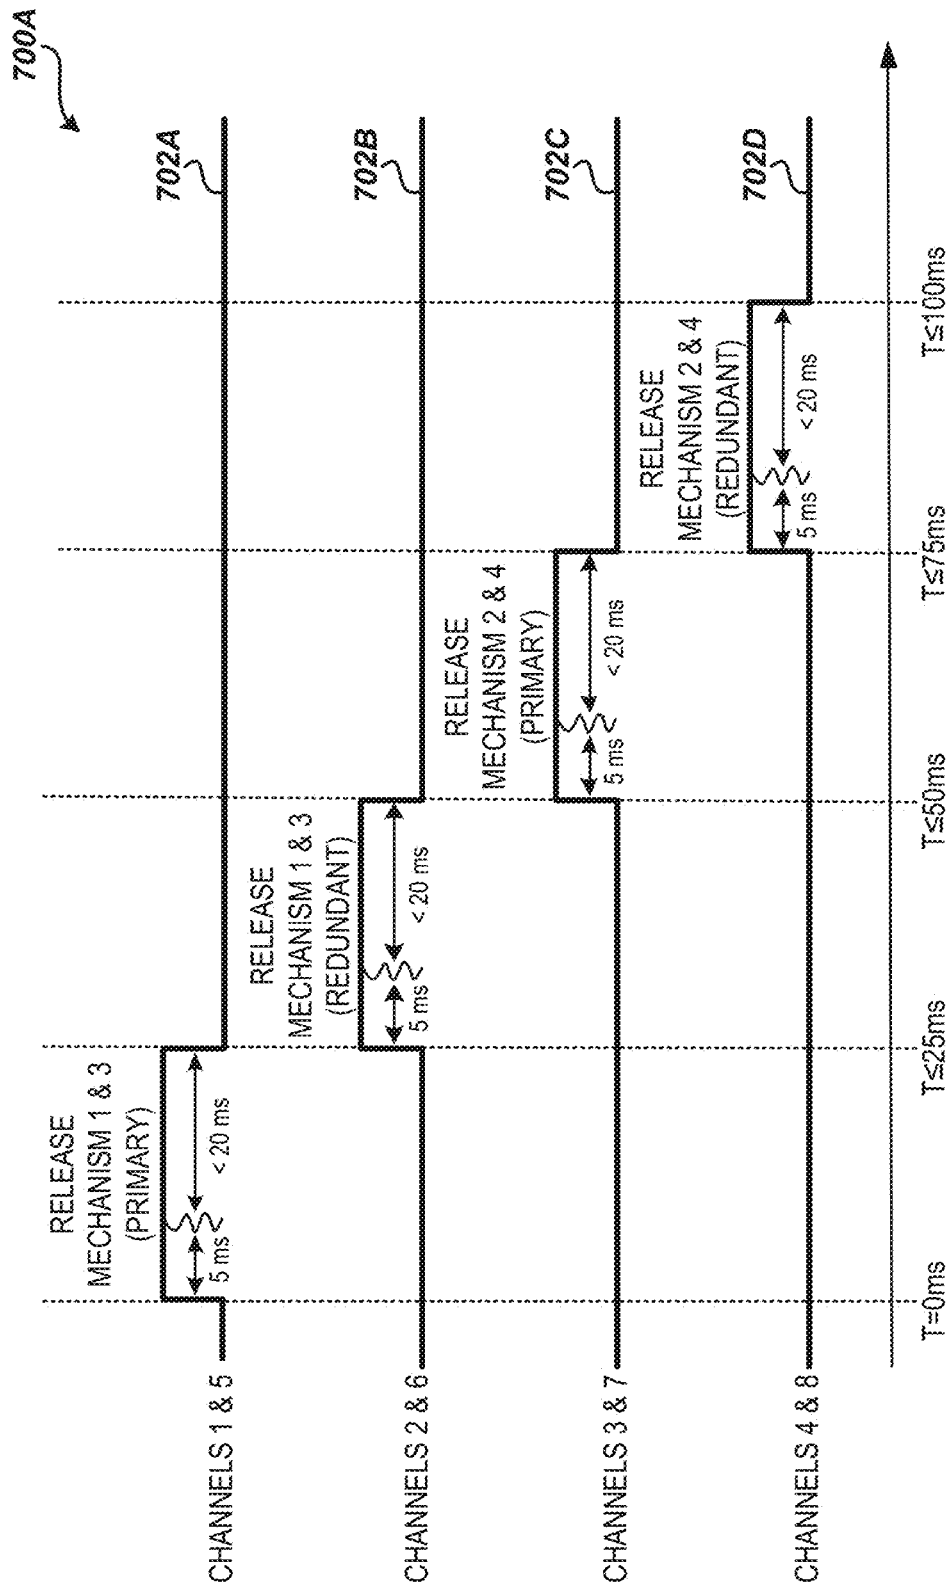 700A
CHANNELS 1 & 5
RELEASE
MECHANISM 1 & 3
(PRIMARY)
5 ms
< 20 ms
702A
CHANNELS 2 & 6
RELEASE
MECHANISM 1 & 3
(REDUNDANT)
5 ms
< 20 ms
702B
CHANNELS 3 & 7
RELEASE
MECHANISM 2 & 4
(PRIMARY)
5 ms
< 20 ms
702C
CHANNELS 4 & 8
RELEASE
MECHANISM 2 & 4
(REDUNDANT)
5 ms
< 20 ms
702D
T=0ms
T≤25ms
T≤50ms
T≤75ms
T≤100ms